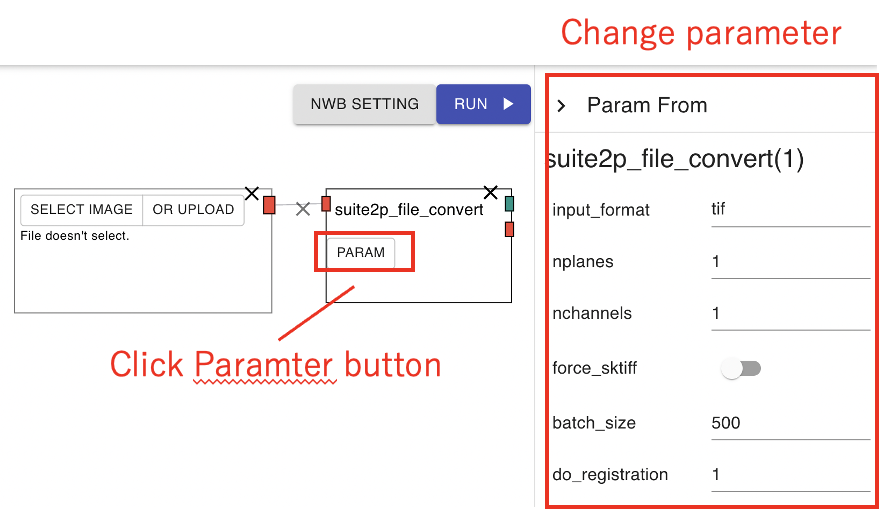 Change parameter
NWB SETTING
RUN
Param From
suite2p_file_convert(1)
SELECT IMAGE
OR UPLOAD
File doesn't select.
suite2p_file_convert
PARAM
Click Paramter button
input_format
tif
nplanes
1
nchannels
1
force_sktiff
batch_size
500
do_registration
1